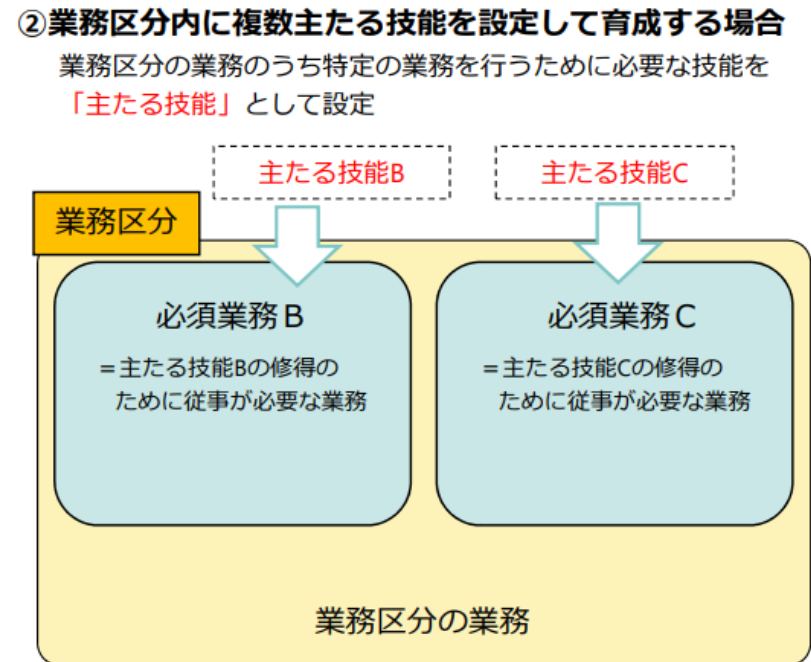 ②業務区分内に複数主たる技能を設定して育成する場合
業務区分の業務のうち特定の業務を行うために必要な技能を
「主たる技能」として設定
主たる技能B
主たる技能C
業務区分
必須業務Ｂ
＝主たる技能Bの修得の
ために従事が必要な業務
必須業務Ｃ
＝主たる技能Cの修得の
ために従事が必要な業務
業務区分の業務